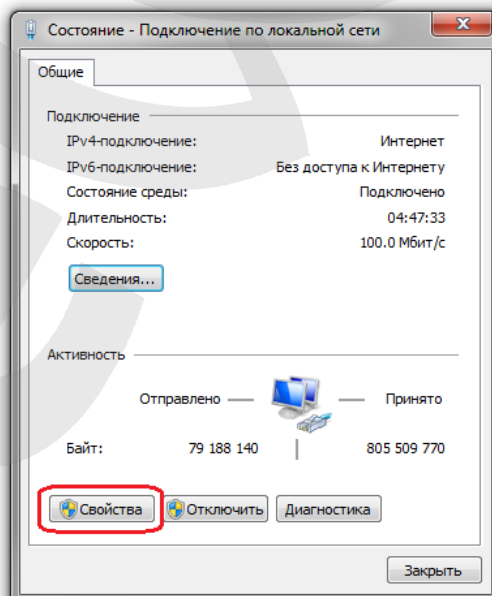 Состояние - Подключение по локальной сети
Общие
Подключение
IPv4-подключение: Интернет
IPv6-подключение: Без доступа к Интернету
Состояние среды: Подключено
Длительность: 04:47:33
Скорость: 100.0 Мбит/с
Сведения...
Активность
Отправлено Принято
Байт: 79 188 140 805 509 770
Свойства Отключить Диагностика
Закрыть